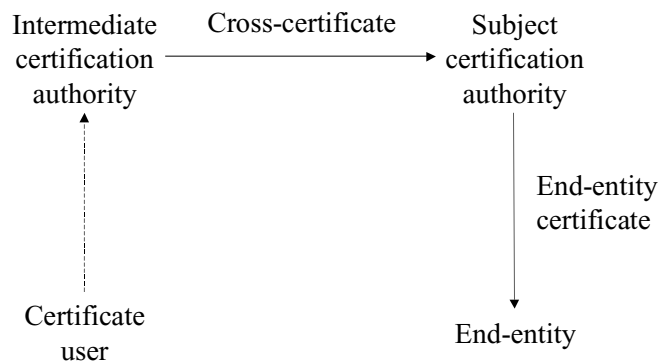 Intermediate
certification
authority
Cross-certificate
Subject
certification
authority
End-entity
certificate
Certificate
user
End-entity